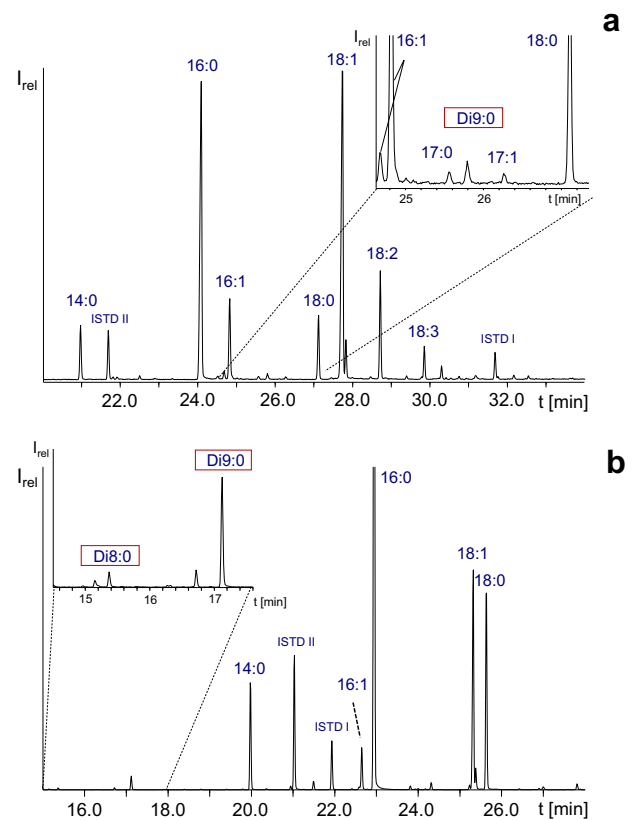 a
I rel
16:1
18:0
Di9:0
17:0
17:1
25
26
t [min]
I rel
16:0
18:1
14:0
ISTD II
16:1
18:0
18:2
18:3
ISTD I
22.0
24.0
26.0
28.0
30.0
32.0
t [min]
b
I rel
I rel
Di9:0
Di8:0
15
16
17
t [min]
16:0
18:1
18:0
14:0
ISTD II
ISTD I
16:1
16.0
18.0
20.0
22.0
24.0
26.0
t [min]